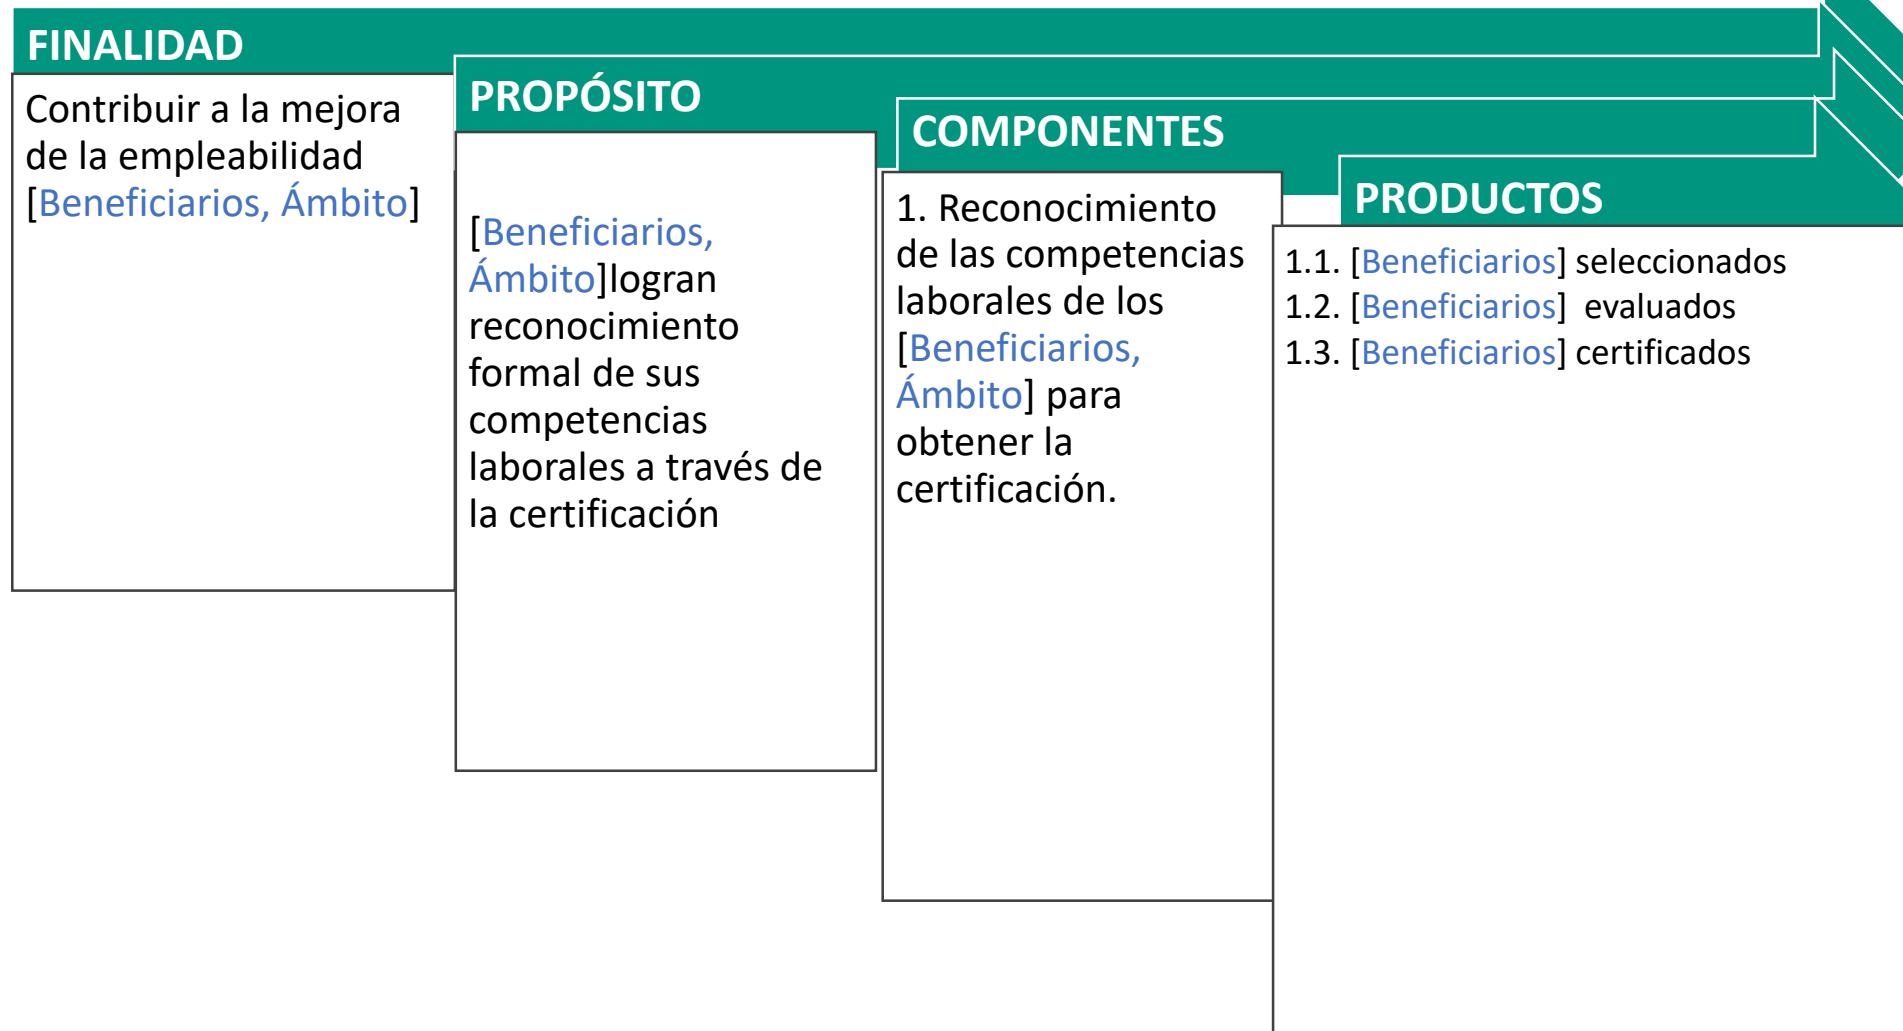 FINALIDAD
Contribuir a la mejora
de la empleabilidad
[Beneficiarios, Ámbito]
PROPÓSITO
[Beneficiarios,
Ámbito]logran
reconocimiento
formal de sus
competencias
laborales a través de
la certificación
COMPONENTES
1. Reconocimiento
de las competencias
laborales de los
[Beneficiarios,
Ámbito] para
obtener la
certificación.
PRODUCTOS
1.1. [Beneficiarios] seleccionados
1.2. [Beneficiarios]  evaluados
1.3. [Beneficiarios] certificados